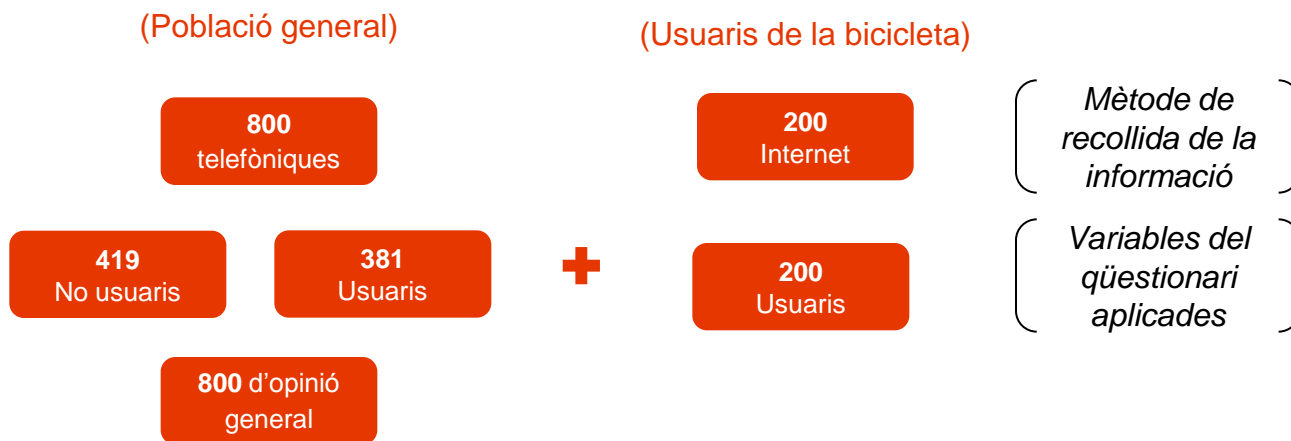 (Població general)
(Usuaris de la bicicleta)
800
telefòniques
200
Internet
Mètode de
recollida de la
informació
419
No usuaris
381
Usuaris
200
Usuaris
Variables del
qüestionari
aplicades
800 d'opinió
general